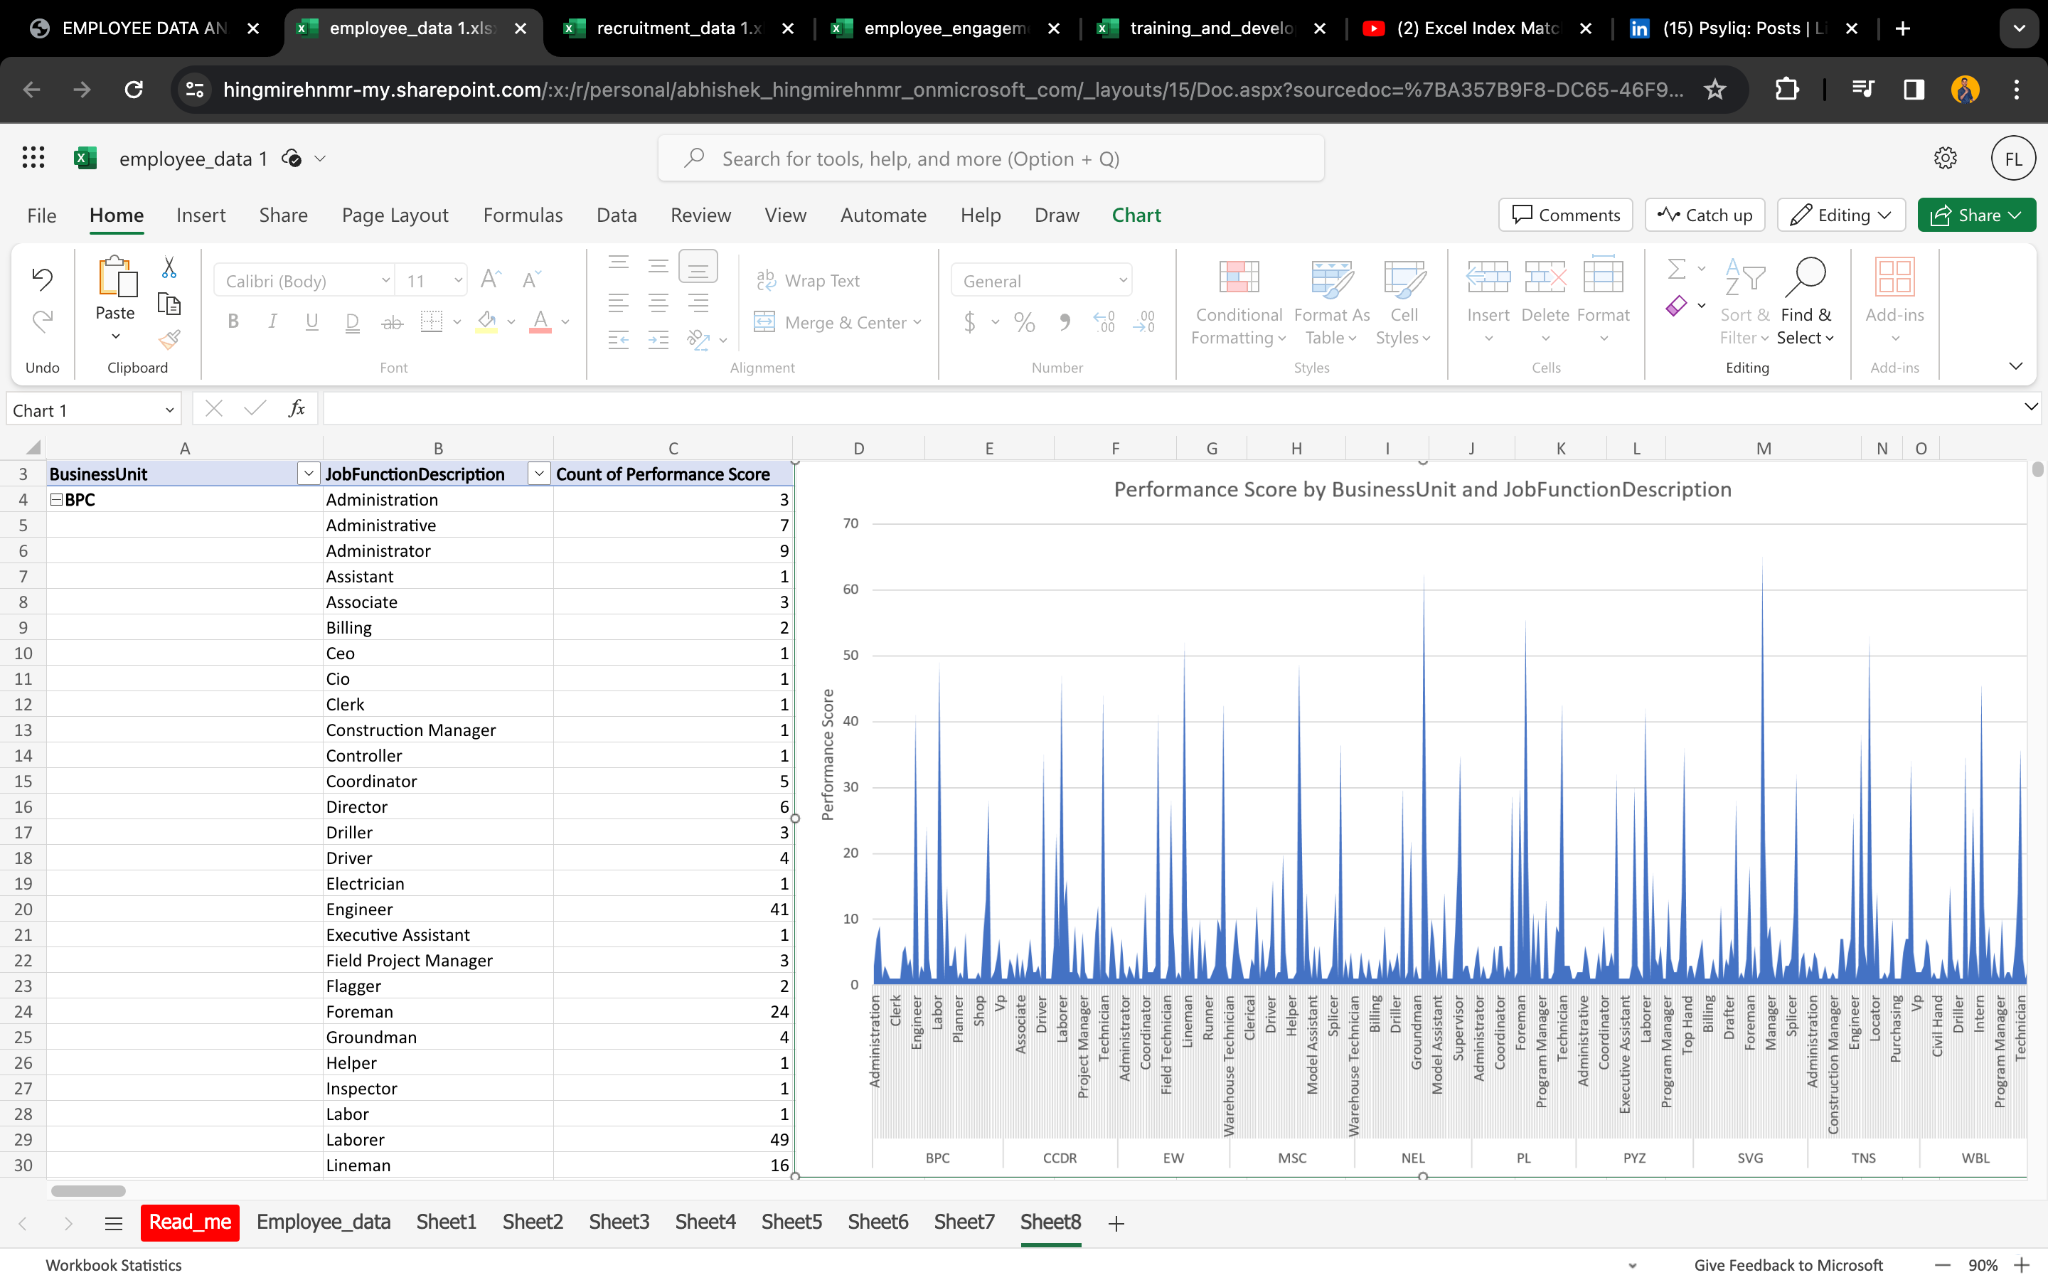 EMPLOYEE DATA AN
employee_data 1.xls
recruitment_data 1.x
employee_engagem
training_and_develo
(2) Excel Index Matc
(15) Psyliq: Posts | Li
hingmirehnmr-my.sharepoint.com/:x:/r/personal/abhishek_hingmirehnmr_onmicrosoft_com/_layouts/15/Doc.aspx?sourcedoc=%7BA357B9F8-DC65-46F9...
employee_data 1
Search for tools, help, and more (Option + Q)
FL
File Home Insert Share Page Layout Formulas Data Review View Automate Help Draw Chart
Comments Catch up Editing Share
Paste
Calibri (Body) 11
Wrap Text
Merge & Center
General
Conditional Formatting
Format As Table
Cell Styles
Insert Delete Format
Sort & Filter
Find & Select
Add-ins
Undo Clipboard Font Alignment Number Styles Cells Editing Add-ins
Chart 1
fx
A B C D E F G H I J K L M N O
3 BusinessUnit JobFunctionDescription Count of Performance Score
4 BPC Administration 3
5 Administrative 7
6 Administrator 9
7 Assistant 1
8 Associate 3
9 Billing 2
10 Ceo 1
11 Cio 1
12 Clerk 1
13 Construction Manager 1
14 Controller 1
15 Coordinator 5
16 Director 6
17 Driller 3
18 Driver 4
19 Electrician 1
20 Engineer 41
21 Executive Assistant 1
22 Field Project Manager 3
23 Flagger 2
24 Foreman 24
25 Groundman 4
26 Helper 1
27 Inspector 1
28 Labor 1
29 Laborer 49
30 Lineman 16
Performance Score by BusinessUnit and JobFunctionDescription
Performance Score
70
60
50
40
30
20
10
0
Administration
Clerk
Engineer
Labor
Planner
Shop
Vp
Associate
Driver
Laborer
Project Manager
Technician
Administrator
Coordinator
Field Technician
Lineman
Runner
Warehouse Technician
Clerical
Driver
Helper
Model Assistant
Splicer
Warehouse Technician
Billing
Driller
Groundman
Model Assistant
Supervisor
Administrator
Coordinator
Foreman
Program Manager
Technician
Administrative
Coordinator
Executive Assistant
Laborer
Program Manager
Top Hand
Billing
Drafter
Foreman
Manager
Splicer
Administration
Construction Manager
Engineer
Locator
Purchasing
Vp
Civil Hand
Driller
Intern
Program Manager
Technician
BPC CCDR EW MSC NEL PL PYZ SVG TNS WBL
Read_me Employee_data Sheet1 Sheet2 Sheet3 Sheet4 Sheet5 Sheet6 Sheet7 Sheet8
Workbook Statistics
Give Feedback to Microsoft
90%